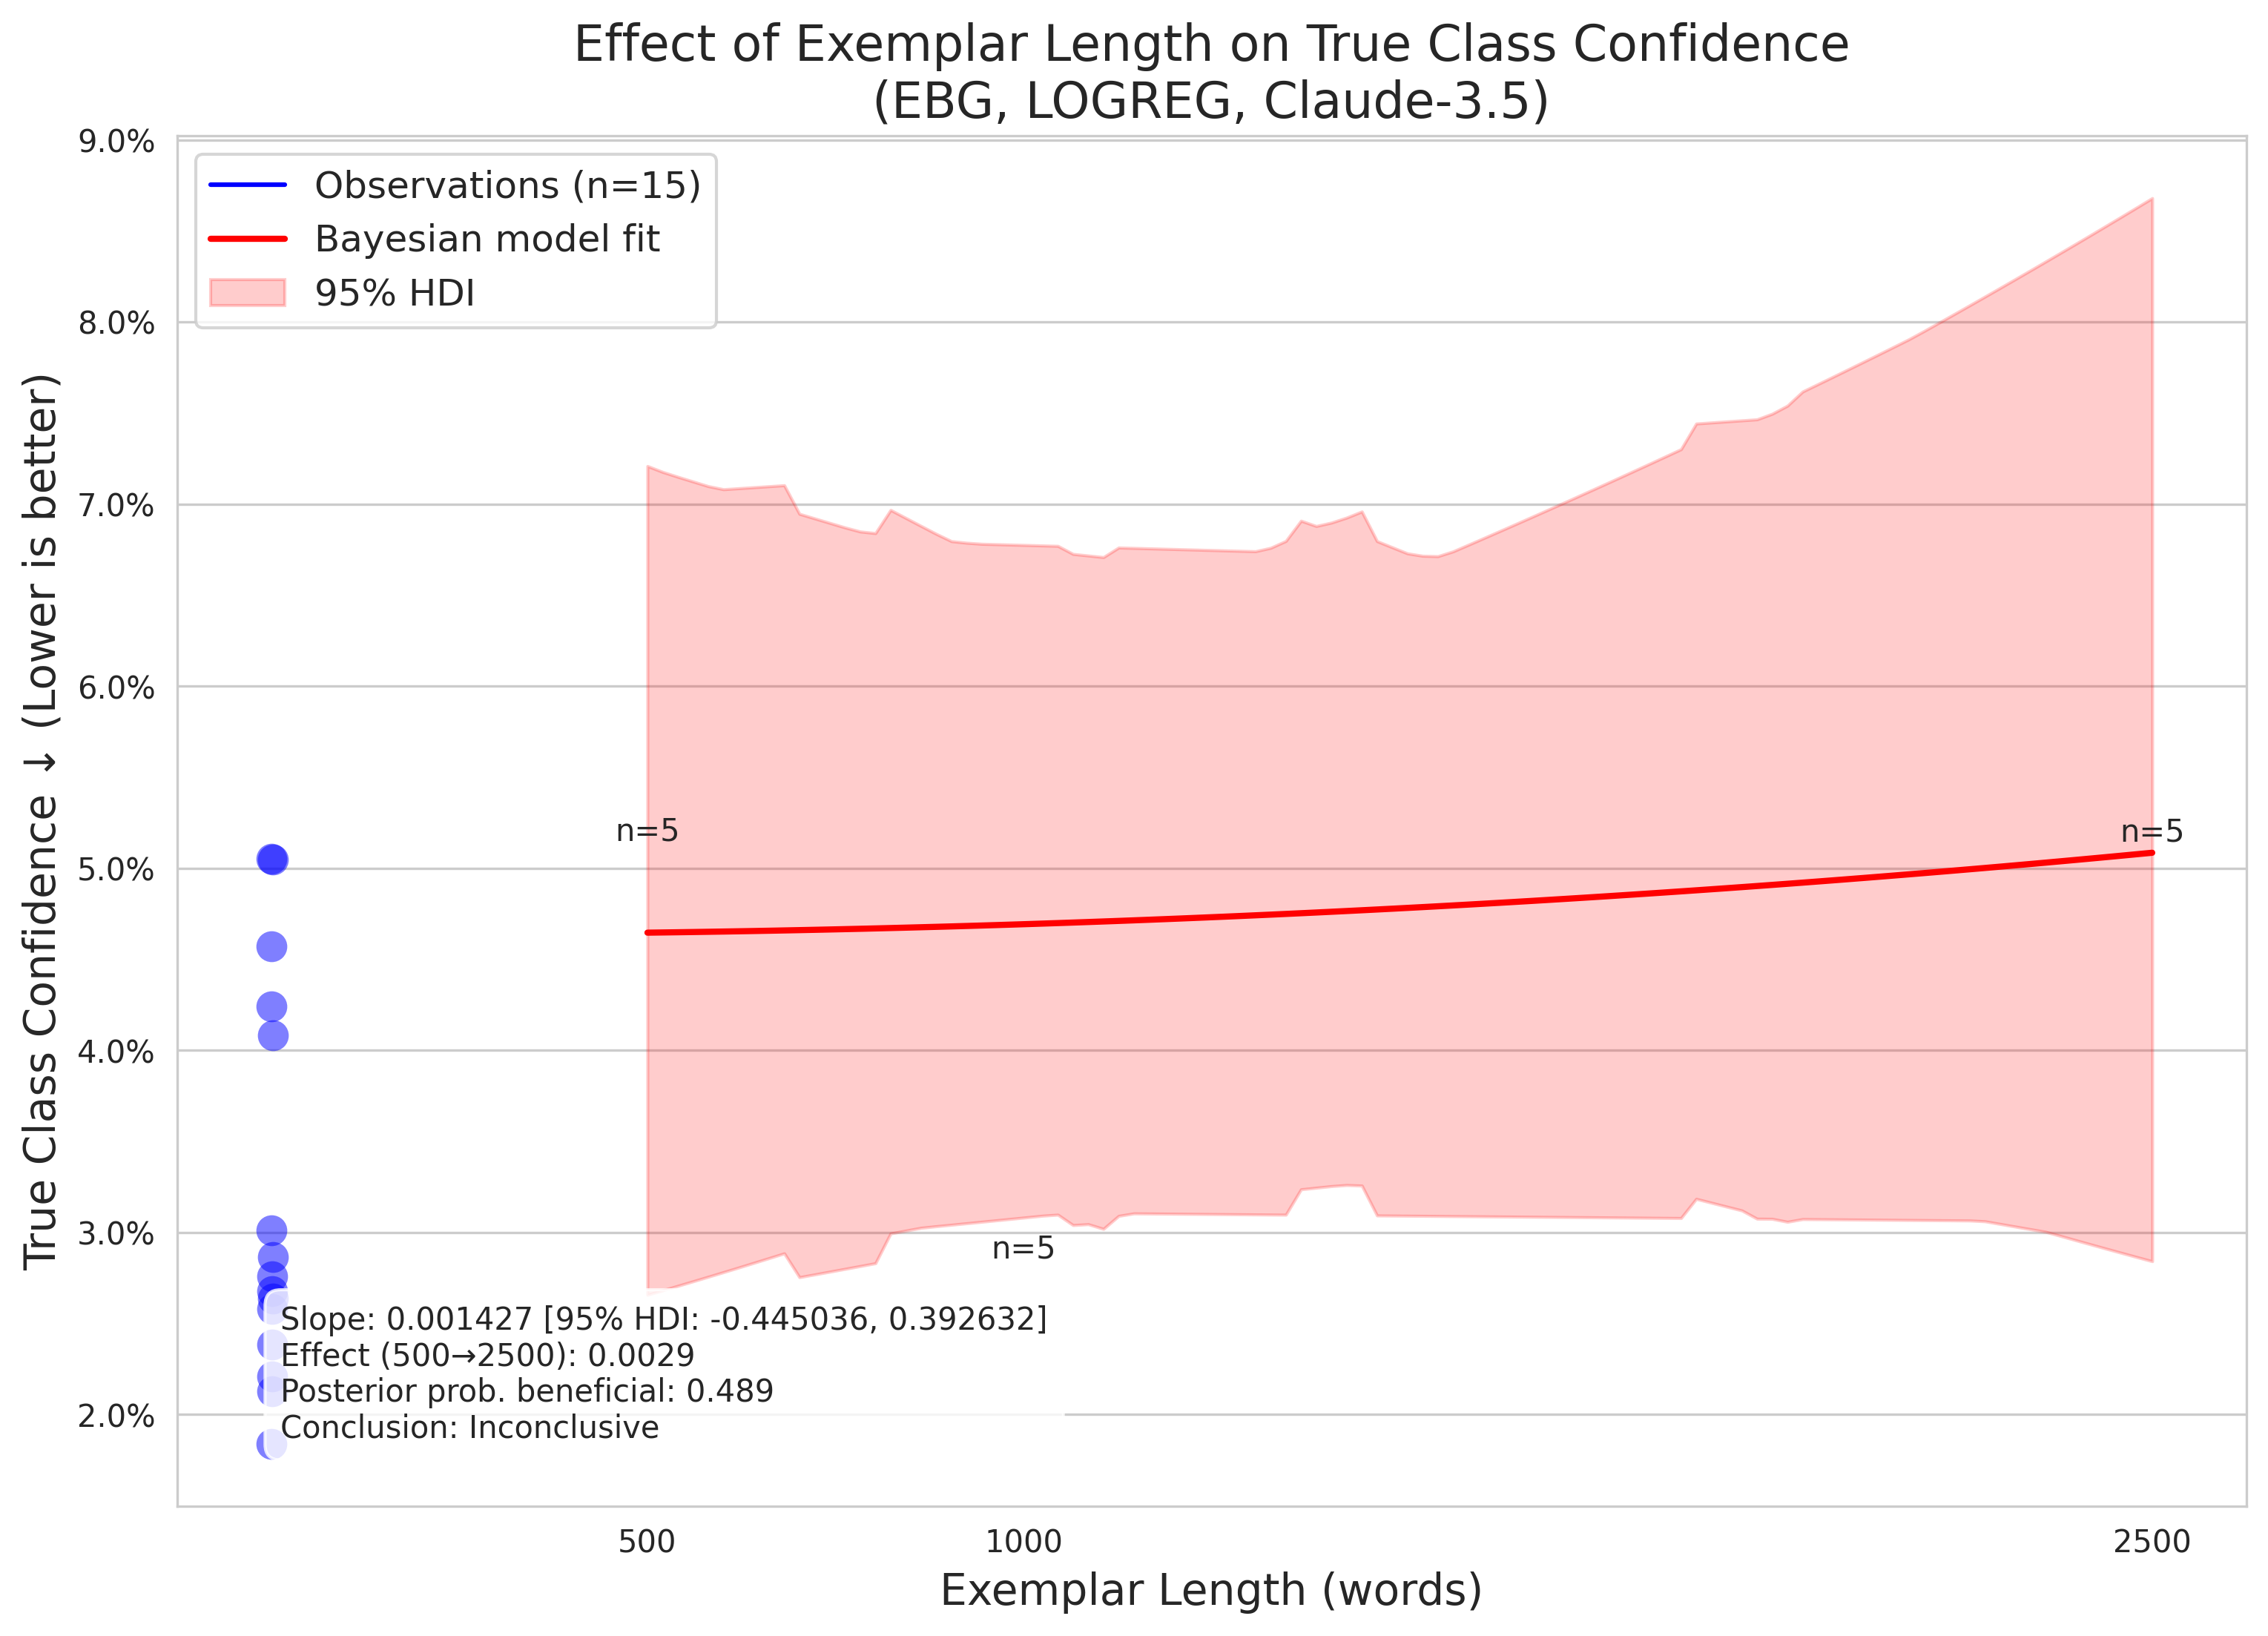 Effect of Exemplar Length on True Class Confidence
(EBG, LOGREG, Claude-3.5)
True Class Confidence ↓ (Lower is better)
9.0%
8.0%
7.0%
6.0%
5.0%
4.0%
3.0%
2.0%
Observations (n=15)
Bayesian model fit
95% HDI
n=5
n=5
n=5
Slope: 0.001427 [95% HDI: -0.445036, 0.392632]
Effect (500→2500): 0.0029
Posterior prob. beneficial: 0.489
Conclusion: Inconclusive
500
1000
2500
Exemplar Length (words)